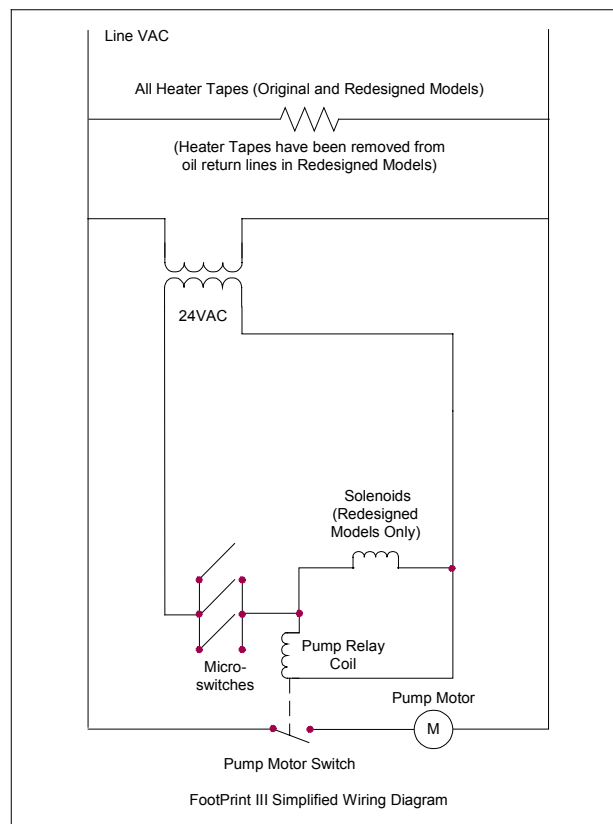 Line VAC
All Heater Tapes (Original and Redesigned Models)
(Heater Tapes have been removed from
oil return lines in Redesigned Models)
24VAC
Solenoids
(Redesigned
Models Only)
Micro-
switches
Pump Relay
Coil
Pump Motor
M
Pump Motor Switch
FootPrint III Simplified Wiring Diagram